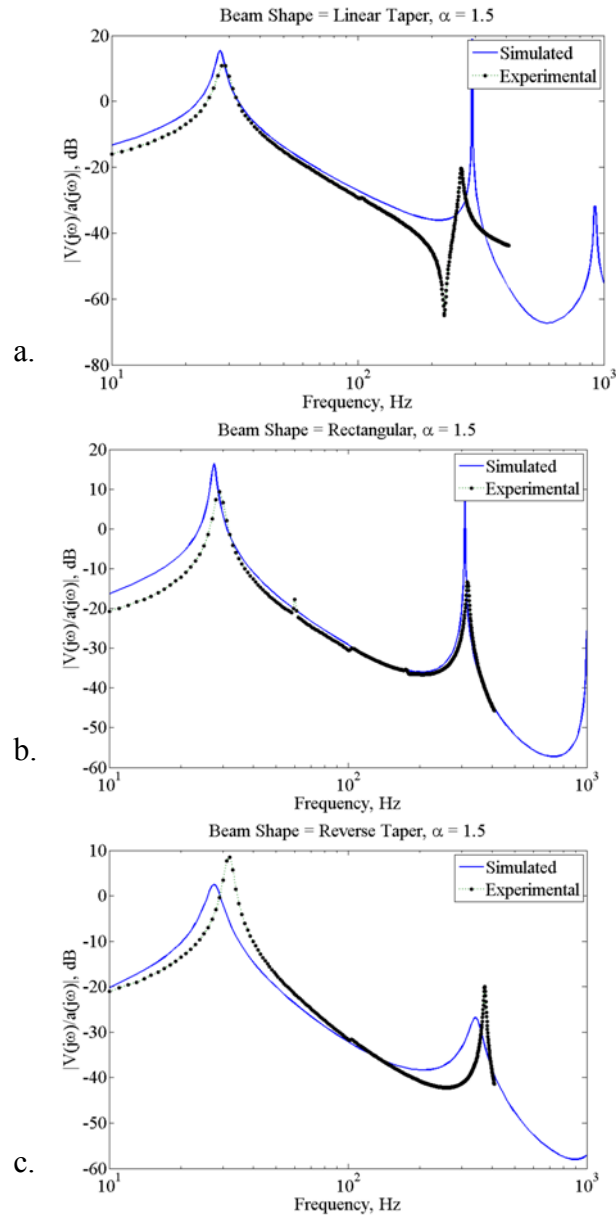 Beam Shape = Linear Taper, α = 1.5
20
0
-20
-40
-60
-80
|V(jω)/a(jω)|, dB
Simulated
Experimental
10^1
10^2
10^3
Frequency, Hz
a.
Beam Shape = Rectangular, α = 1.5
20
10
0
-10
-20
-30
-40
-50
-60
|V(jω)/a(jω)|, dB
Simulated
Experimental
10^1
10^2
10^3
Frequency, Hz
b.
Beam Shape = Reverse Taper, α = 1.5
10
0
-10
-20
-30
-40
-50
-60
|V(jω)/a(jω)|, dB
Simulated
Experimental
10^1
10^2
10^3
Frequency, Hz
c.